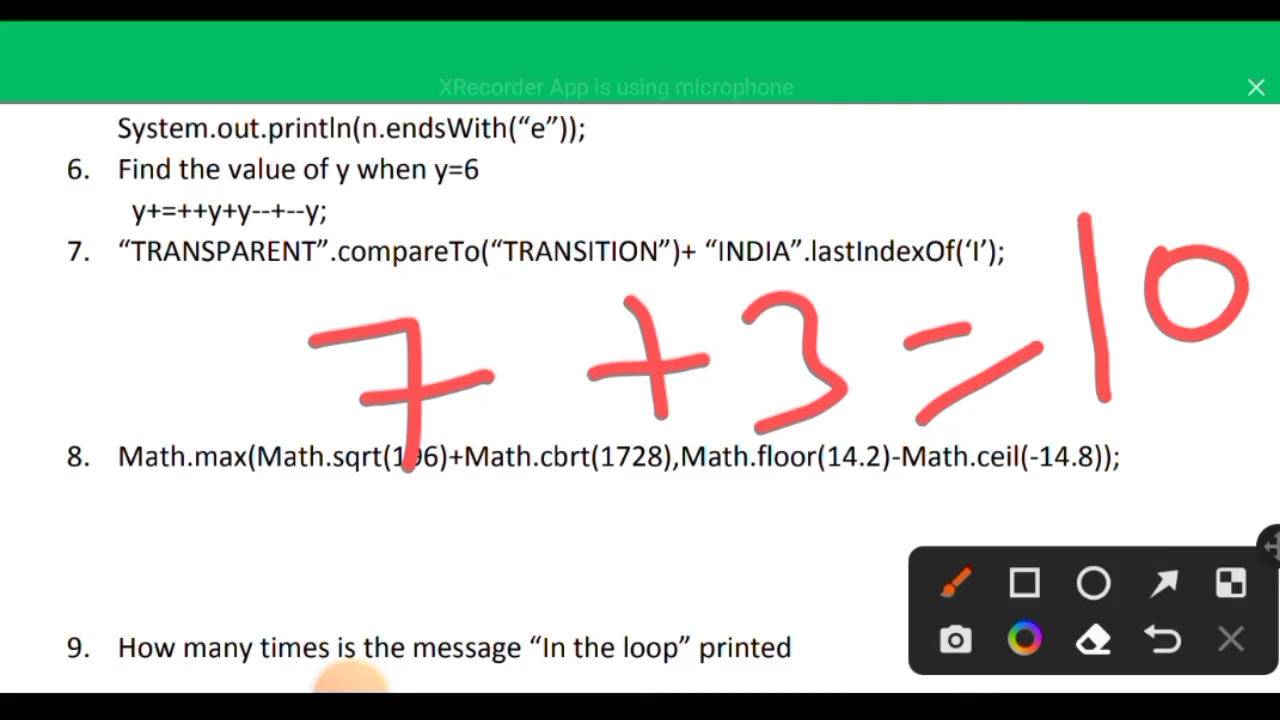 XRecorder App is using microphone
System.out.println(n.endsWith(“e”));
6. Find the value of y when y=6
y+=++y+y--+--y;
7. “TRANSPARENT”.compareTo(“TRANSITION”)+ “INDIA”.lastIndexOf(‘I’);
7 + 3 = 10
8. Math.max(Math.sqrt(196)+Math.cbrt(1728),Math.floor(14.2)-Math.ceil(-14.8));
9. How many times is the message “In the loop” printed